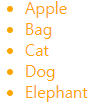 • Apple
• Bag
• Cat
• Dog
• Elephant